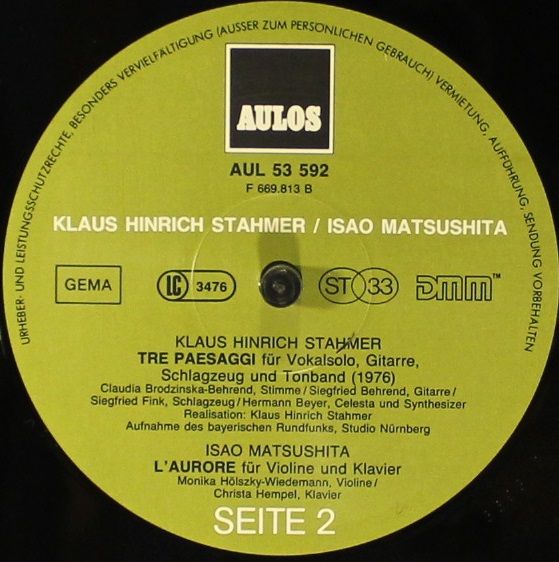 URHEBER- UND LEISTUNGSSCHUTZRECHTE, BESONDERS VERVIELFÄLTIGUNG (AUSSER ZUM PERSÖNLICHEN GEBRAUCH) VERMIETUNG, AUFFÜHRUNG, SENDUNG VORBEHALTEN
AULOS
AUL 53 592
F 669.813 B
KLAUS HINRICH STAHMER / ISAO MATSUSHITA
GEMA LC 3476 ST 33 DMM™
KLAUS HINRICH STAHMER
TRE PAESAGGI für Vokalsolo, Gitarre,
Schlagzeug und Tonband (1976)
Claudia Brodzinska-Behrend, Stimme/Siegfried Behrend, Gitarre/
Siegfried Fink, Schlagzeug/Hermann Beyer, Celesta und Synthesizer
Realisation: Klaus Hinrich Stahmer
Aufnahme des bayerischen Rundfunks, Studio Nürnberg
ISAO MATSUSHITA
L'AURORE für Violine und Klavier
Monika Hölszky-Wiedemann, Violine/
Christa Hempel, Klavier
SEITE 2